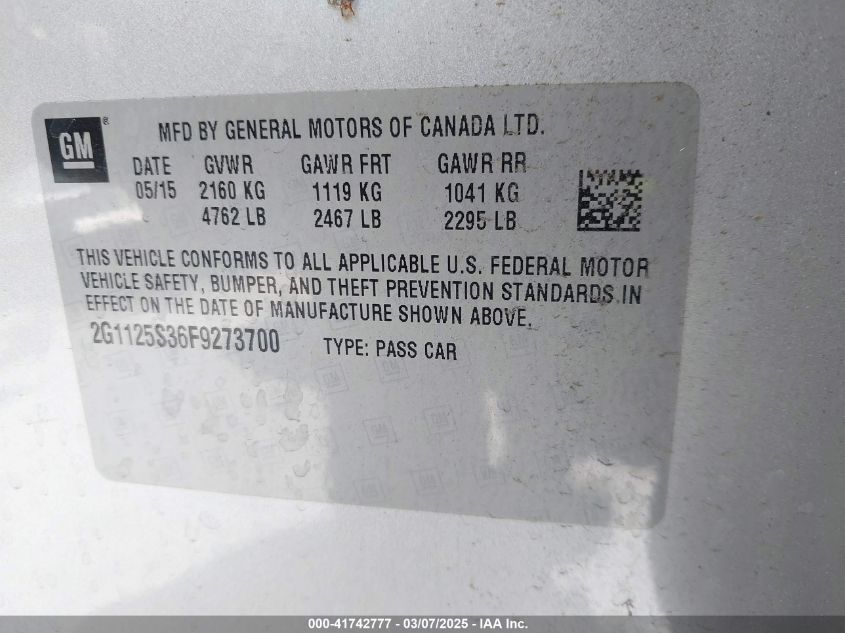 GM ®
MFD BY GENERAL MOTORS OF CANADA LTD.
DATE GVWR GAWR FRT GAWR RR
05/15 2160 KG 1119 KG 1041 KG
4762 LB 2467 LB 2295 LB
THIS VEHICLE CONFORMS TO ALL APPLICABLE U.S. FEDERAL MOTOR
VEHICLE SAFETY, BUMPER, AND THEFT PREVENTION STANDARDS IN
EFFECT ON THE DATE OF MANUFACTURE SHOWN ABOVE.
2G1125S36F9273700 TYPE: PASS CAR
000-41742777 - 03/07/2025 - IAA Inc.